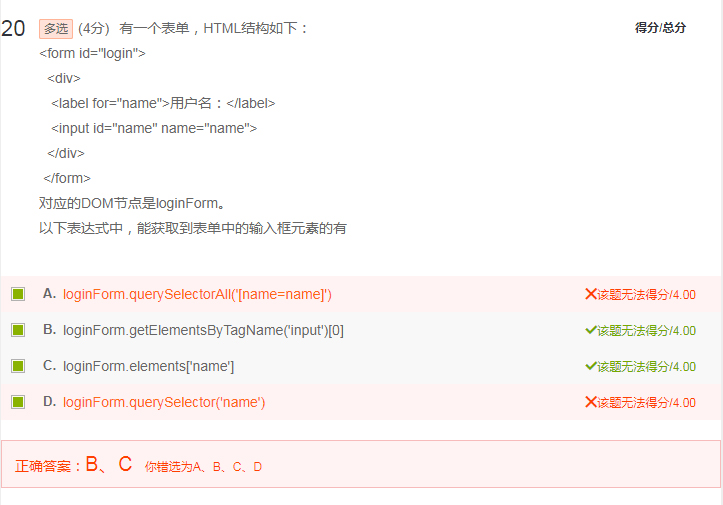 20 多选 (4分) 有一个表单，HTML结构如下： 得分/总分
<form id="login">
<div>
<label for="name">用户名：</label>
<input id="name" name="name">
</div>
</form>
对应的DOM节点是loginForm。
以下表达式中，能获取到表单中的输入框元素的有
A. loginForm.querySelectorAll('[name=name]') 该题无法得分/4.00
B. loginForm.getElementsByTagName('input')[0] 该题无法得分/4.00
C. loginForm.elements['name'] 该题无法得分/4.00
D. loginForm.querySelector('name') 该题无法得分/4.00
正确答案：B、C 你错选为A、B、C、D